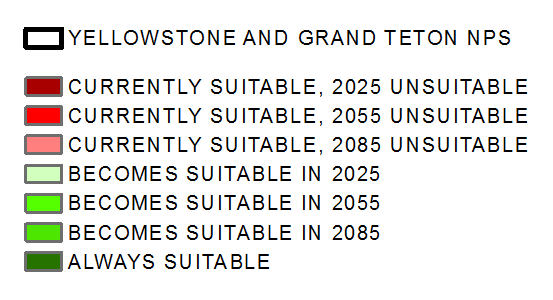 YELLOWSTONE AND GRAND TETON NPS
CURRENTLY SUITABLE, 2025 UNSUITABLE
CURRENTLY SUITABLE, 2055 UNSUITABLE
CURRENTLY SUITABLE, 2085 UNSUITABLE
BECOMES SUITABLE IN 2025
BECOMES SUITABLE IN 2055
BECOMES SUITABLE IN 2085
ALWAYS SUITABLE